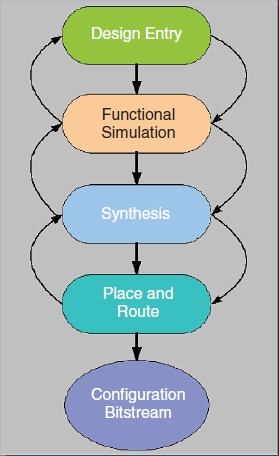 Design Entry
Functional
Simulation
Synthesis
Place and
Route
Configuration
Bitstream